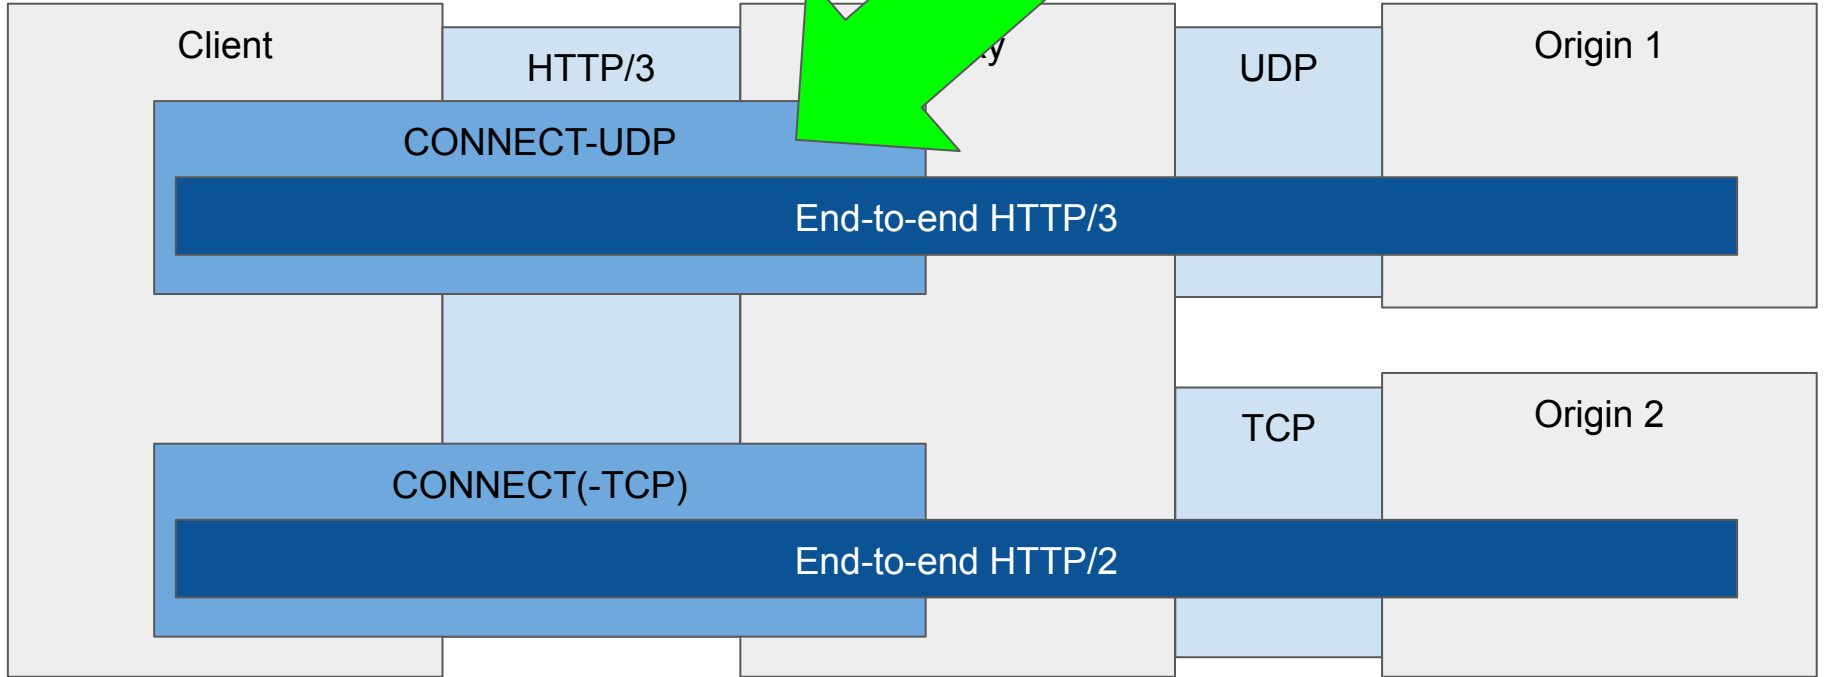 Client
HTTP/3
UDP
Origin 1
CONNECT-UDP
End-to-end HTTP/3
TCP
Origin 2
CONNECT(-TCP)
End-to-end HTTP/2